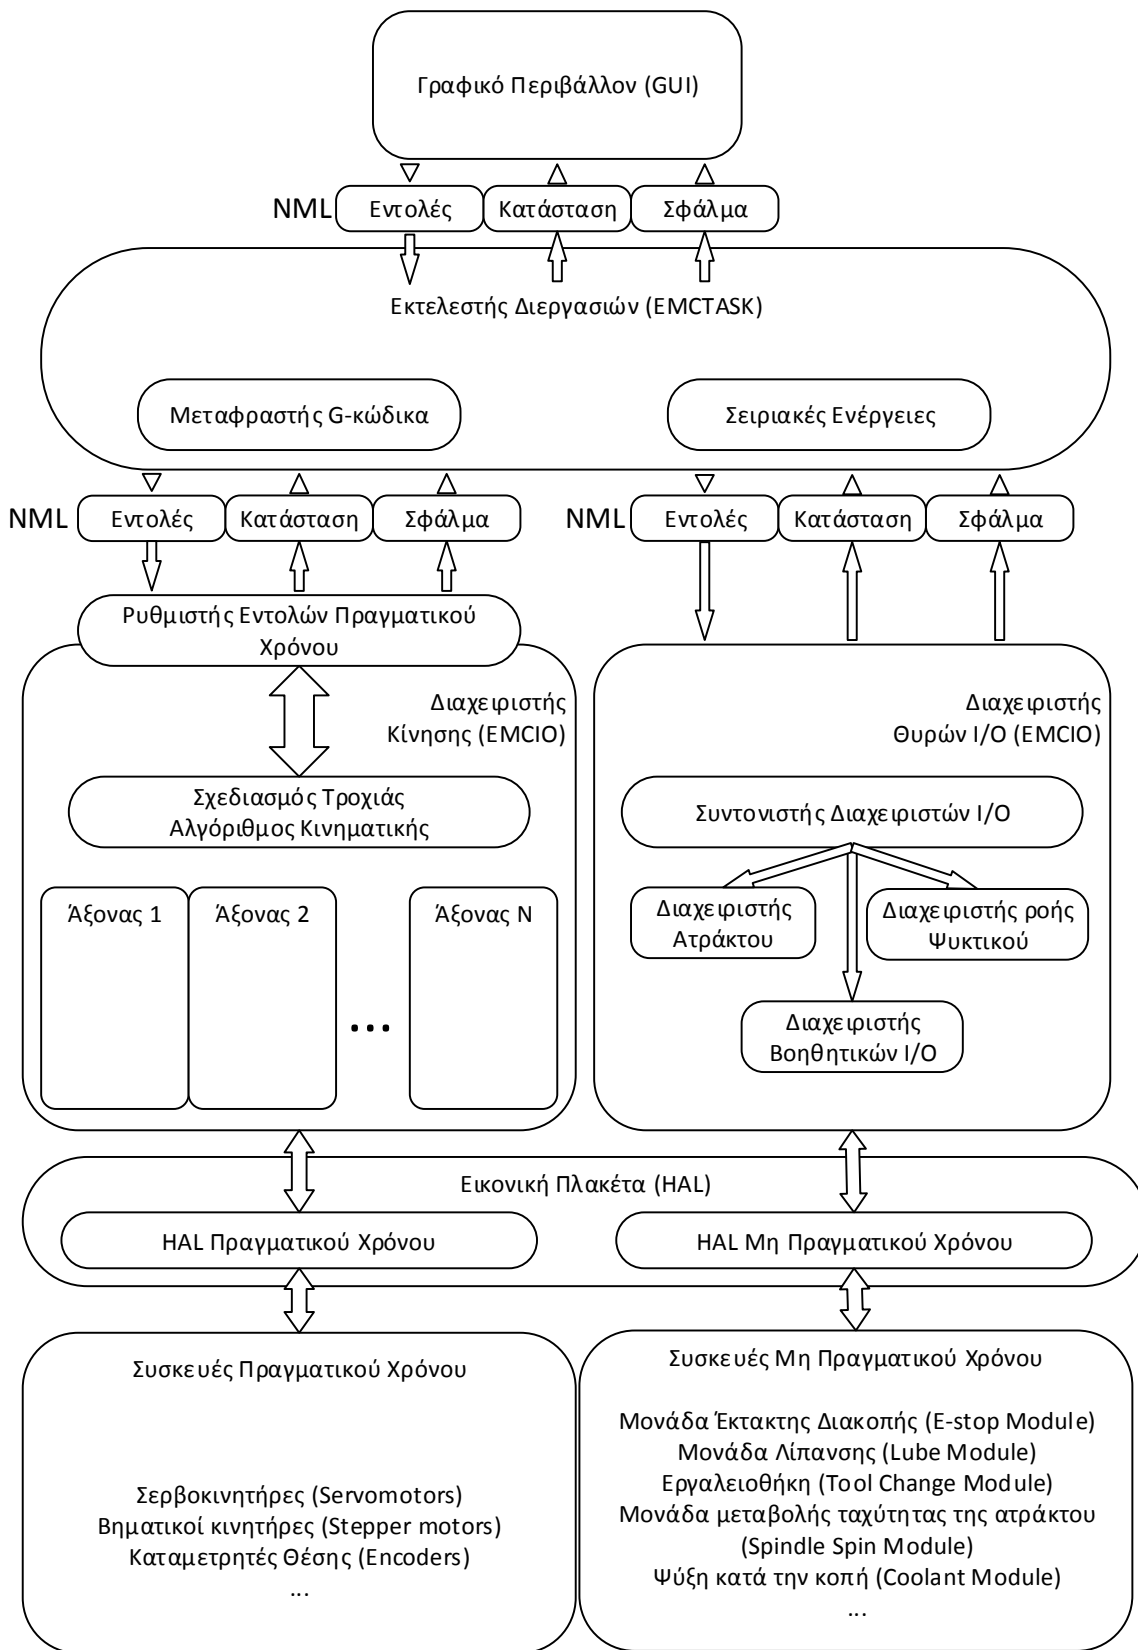 Γραφικό Περιβάλλον (GUI)
NML
Εντολές
Κατάσταση
Σφάλμα
Εκτελεστής Διεργασιών (EMCTASK)
Μεταφραστής G-κώδικα
Σειριακές Ενέργειες
NML
Εντολές
Κατάσταση
Σφάλμα
NML
Εντολές
Κατάσταση
Σφάλμα
Ρυθμιστής Εντολών Πραγματικού
Χρόνου
Διαχειριστής
Κίνησης (EMCIO)
Σχεδιασμός Τροχιάς
Αλγόριθμος Κινηματικής
Άξονας 1
Άξονας 2
...
Άξονας Ν
Διαχειριστής
Θυρών I/O (EMCIO)
Συντονιστής Διαχειριστών I/O
Διαχειριστής
Ατράκτου
Διαχειριστής ροής
Ψυκτικού
Διαχειριστής
Βοηθητικών I/O
Εικονική Πλακέτα (HAL)
HAL Πραγματικού Χρόνου
HAL Μη Πραγματικού Χρόνου
Συσκευές Πραγματικού Χρόνου
Σερβοκινητήρες (Servomotors)
Βηματικοί κινητήρες (Stepper motors)
Καταμετρητές Θέσης (Encoders)
...
Συσκευές Μη Πραγματικού Χρόνου
Μονάδα Έκτακτης Διακοπής (E-stop Module)
Μονάδα Λίπανσης (Lube Module)
Εργαλειοθήκη (Tool Change Module)
Μονάδα μεταβολής ταχύτητας της ατράκτου
(Spindle Spin Module)
Ψύξη κατά την κοπή (Coolant Module)
...